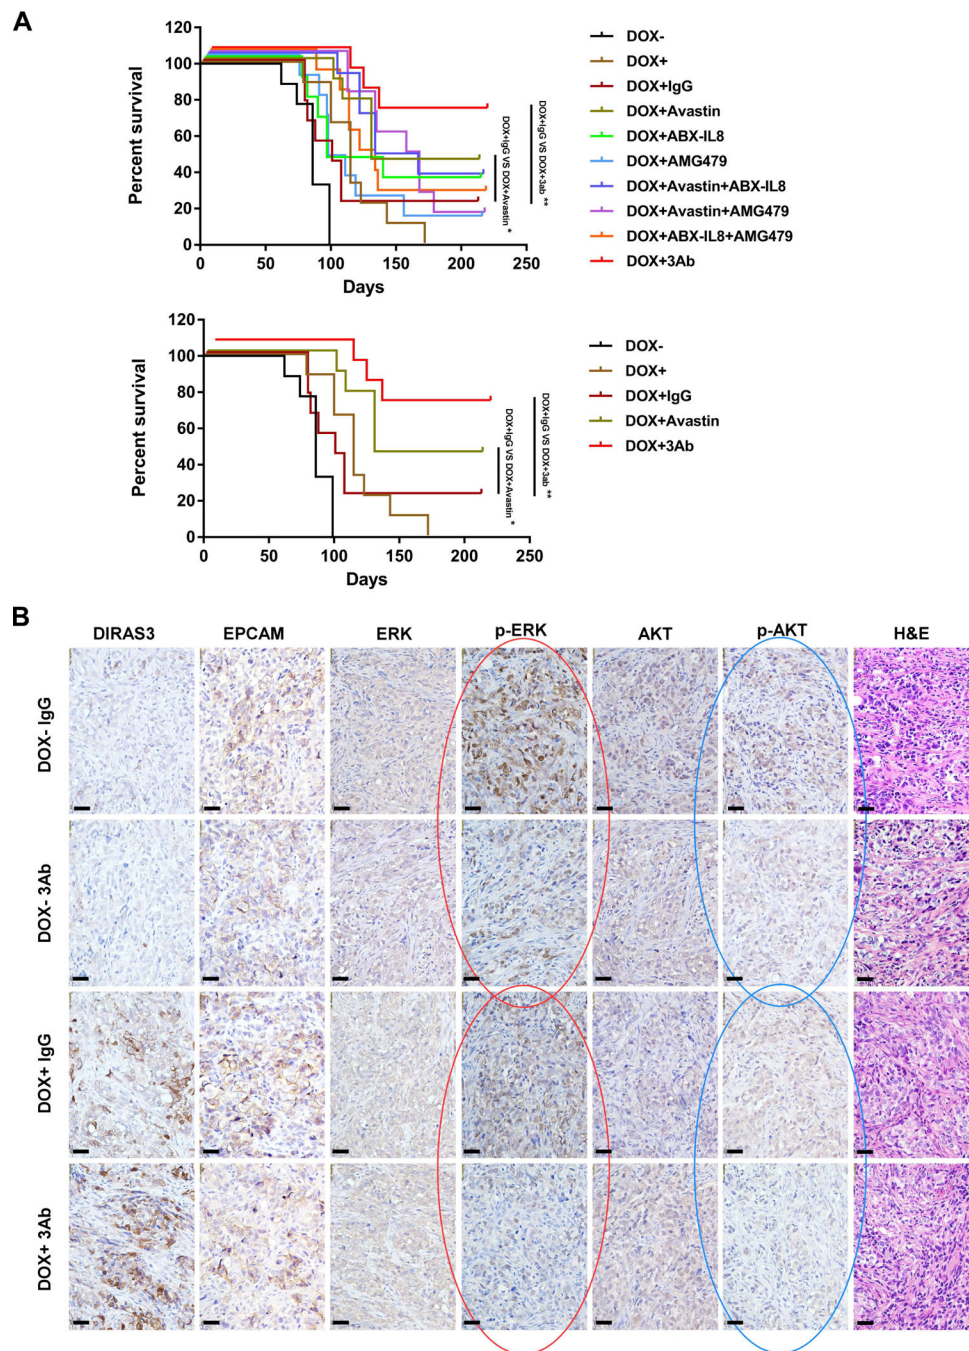 A
Percent survival
120
100
80
60
40
20
0
0 50 100 150 200 250
Days
DOX+IgG VS DOX+Avastin *
DOX+IgG VS DOX+3ab **
DOX-
DOX+
DOX+IgG
DOX+Avastin
DOX+ABX-IL8
DOX+AMG479
DOX+Avastin+ABX-IL8
DOX+Avastin+AMG479
DOX+ABX-IL8+AMG479
DOX+3Ab
Percent survival
120
100
80
60
40
20
0
0 50 100 150 200 250
Days
DOX+IgG VS DOX+Avastin *
DOX+IgG VS DOX+3ab **
DOX-
DOX+
DOX+IgG
DOX+Avastin
DOX+3Ab
B
DIRAS3 EPCAM ERK p-ERK AKT p-AKT H&E
DOX- IgG
DOX- 3Ab
DOX+ IgG
DOX+ 3Ab